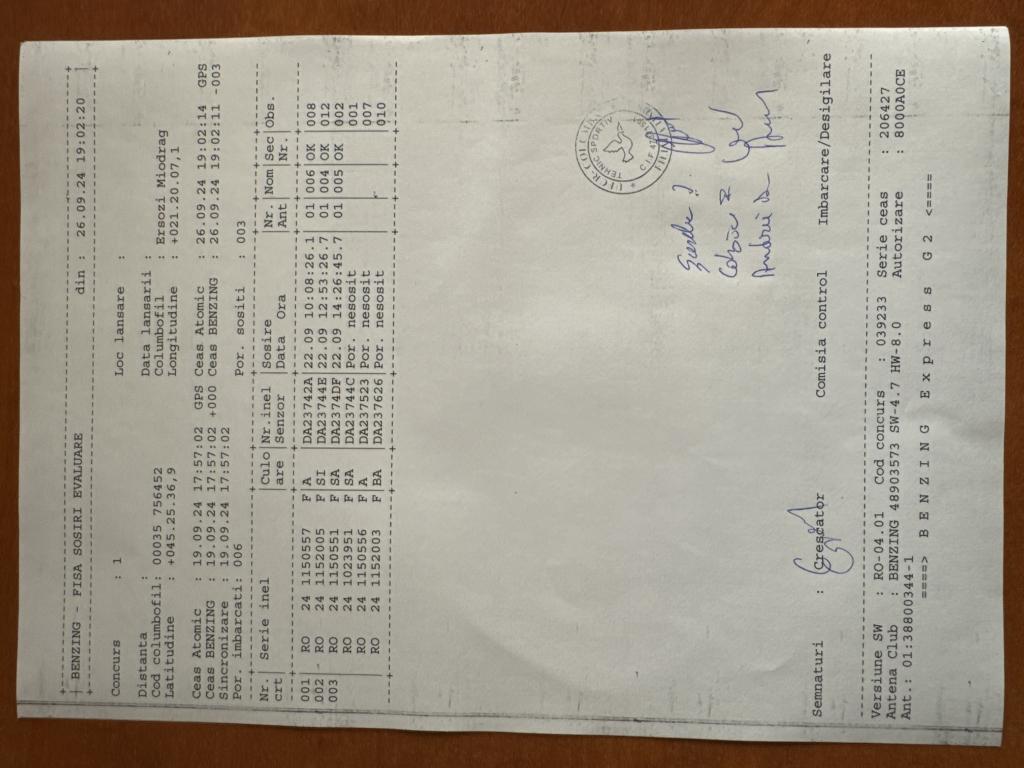 | BENZING - FISA SOSIRI EVALUARE din : 26.09.24 19:02:20 |
Concurs : 1 Loc lansare :
Distanta : Data lansarii :
Cod columbofil: 00035 756452 Columbofil : Ersozi Miodrag
Latitudine : +045.25.36,9 Longitudine : +021.20.07,1
Ceas Atomic : 19.09.24 17:57:02 GPS Ceas Atomic : 26.09.24 19:02:14 GPS
Ceas BENZING : 19.09.24 17:57:02 +000 Ceas BENZING : 26.09.24 19:02:11 -003
Sincronizare : 19.09.24 17:57:02
Por. imbarcati: 006 Por. sositi : 003
Nr.| Serie inel |Culo|Nr.inel |Sosire |Nr. |Nom|Sec|Obs.
crt| |are |Senzor |Data Ora |Ant | |Nr.|
001| RO 24 1150557 F|A |DA23742A|22.09 10:08:26.1| 01|006|OK |008
002| RO 24 1152005 F|SI |DA23744E|22.09 12:53:26.7| 01|004|OK |012
003| RO 24 1150551 F|SA |DA2374DF|22.09 14:26:45.7| 01|005|OK |002
| RO 24 1023951 F|SA |DA23744C|Por. nesosit | | | |001
| RO 24 1150556 F|A |DA237523|Por. nesosit | | | |007
| RO 24 1152003 F|BA |DA237626|Por. nesosit | | | |010
TEHNIC SPORTIV
Semnaturi : Crescator Comisia control Imbarcare/Desigilare
Versiune SW : RO-04.01 Cod concurs : 039233 Serie ceas : 206427
Antena Club : BENZING 48903573 SW-4.7 HW-8.0 Autorizare : 8000A0CE
Ant.: 01:38800344-1
====> B E N Z I N G E x p r e s s G 2 <====